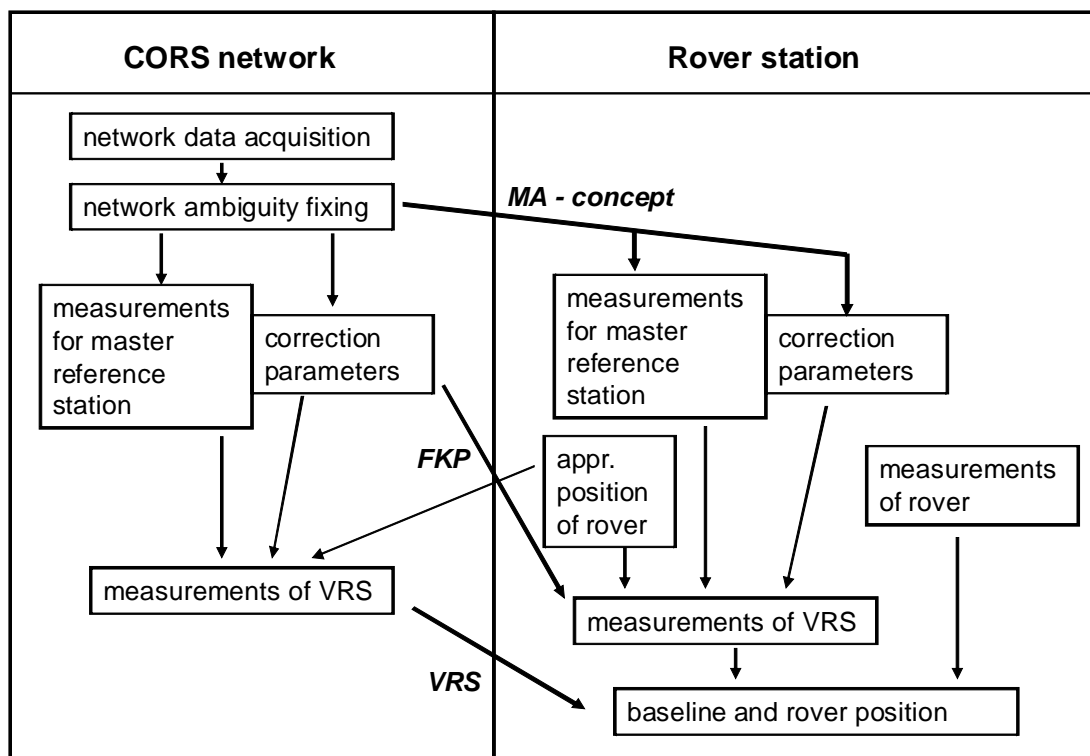 CORS network
Rover station
network data acquisition
network ambiguity fixing
MA - concept
measurements
for master
reference
station
correction
parameters
measurements
for master
reference
station
correction
parameters
FKP
appr.
position
of rover
measurements
of rover
measurements of VRS
measurements of VRS
VRS
baseline and rover position